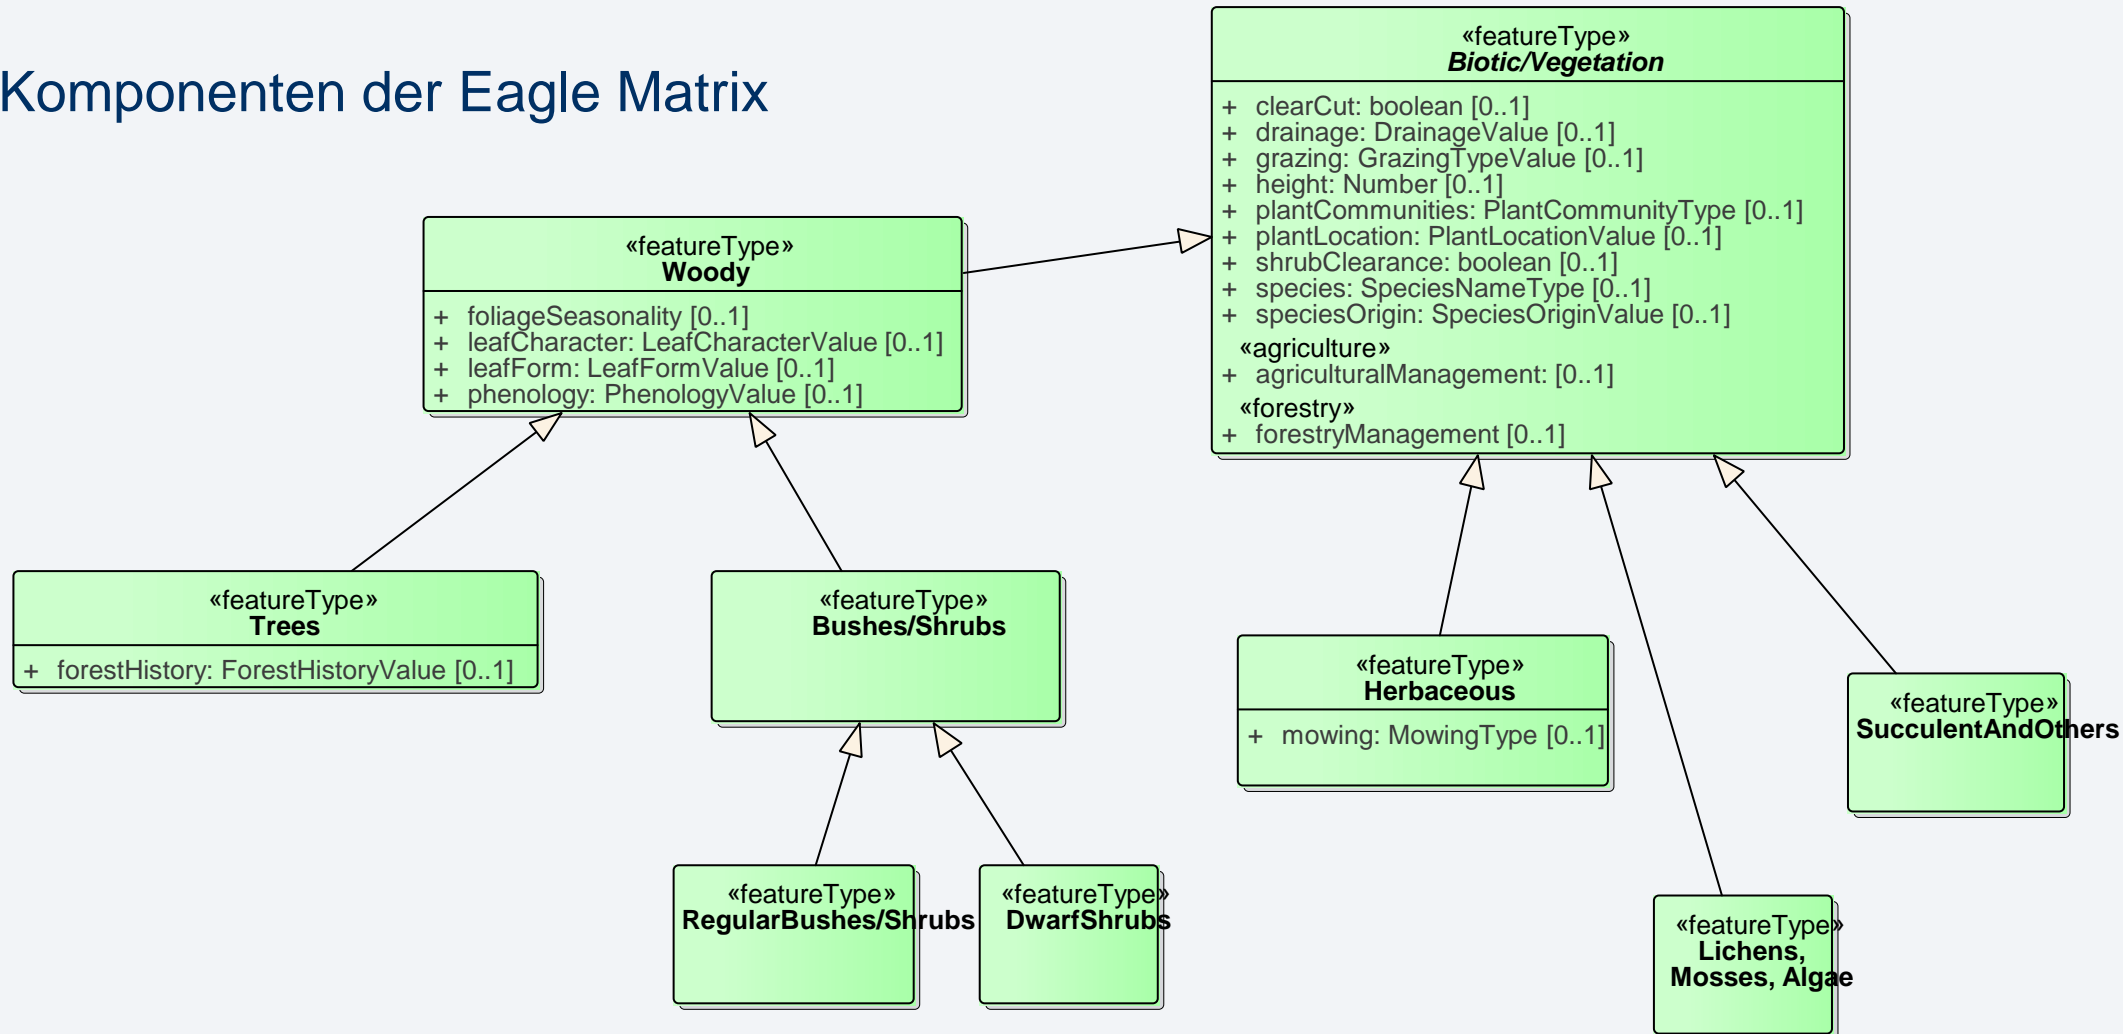 Komponenten der Eagle Matrix
«featureType»
Biotic/Vegetation
+ clearCut: boolean [0..1]
+ drainage: DrainageValue [0..1]
+ grazing: GrazingTypeValue [0..1]
+ height: Number [0..1]
+ plantCommunities: PlantCommunityType [0..1]
+ plantLocation: PlantLocationValue [0..1]
+ shrubClearance: boolean [0..1]
+ species: SpeciesNameType [0..1]
+ speciesOrigin: SpeciesOriginValue [0..1]
«agriculture»
+ agriculturalManagement: [0..1]
«forestry»
+ forestryManagement [0..1]
«featureType»
Woody
+ foliageSeasonality [0..1]
+ leafCharacter: LeafCharacterValue [0..1]
+ leafForm: LeafFormValue [0..1]
+ phenology: PhenologyValue [0..1]
«featureType»
Trees
+ forestHistory: ForestHistoryValue [0..1]
«featureType»
Bushes/Shrubs
«featureType»
Herbaceous
+ mowing: MowingType [0..1]
«featureType»
SucculentAndOthers
«featureType»
RegularBushes/Shrubs
«featureType»
DwarfShrubs
«featureType»
Lichens,
Mosses, Algae